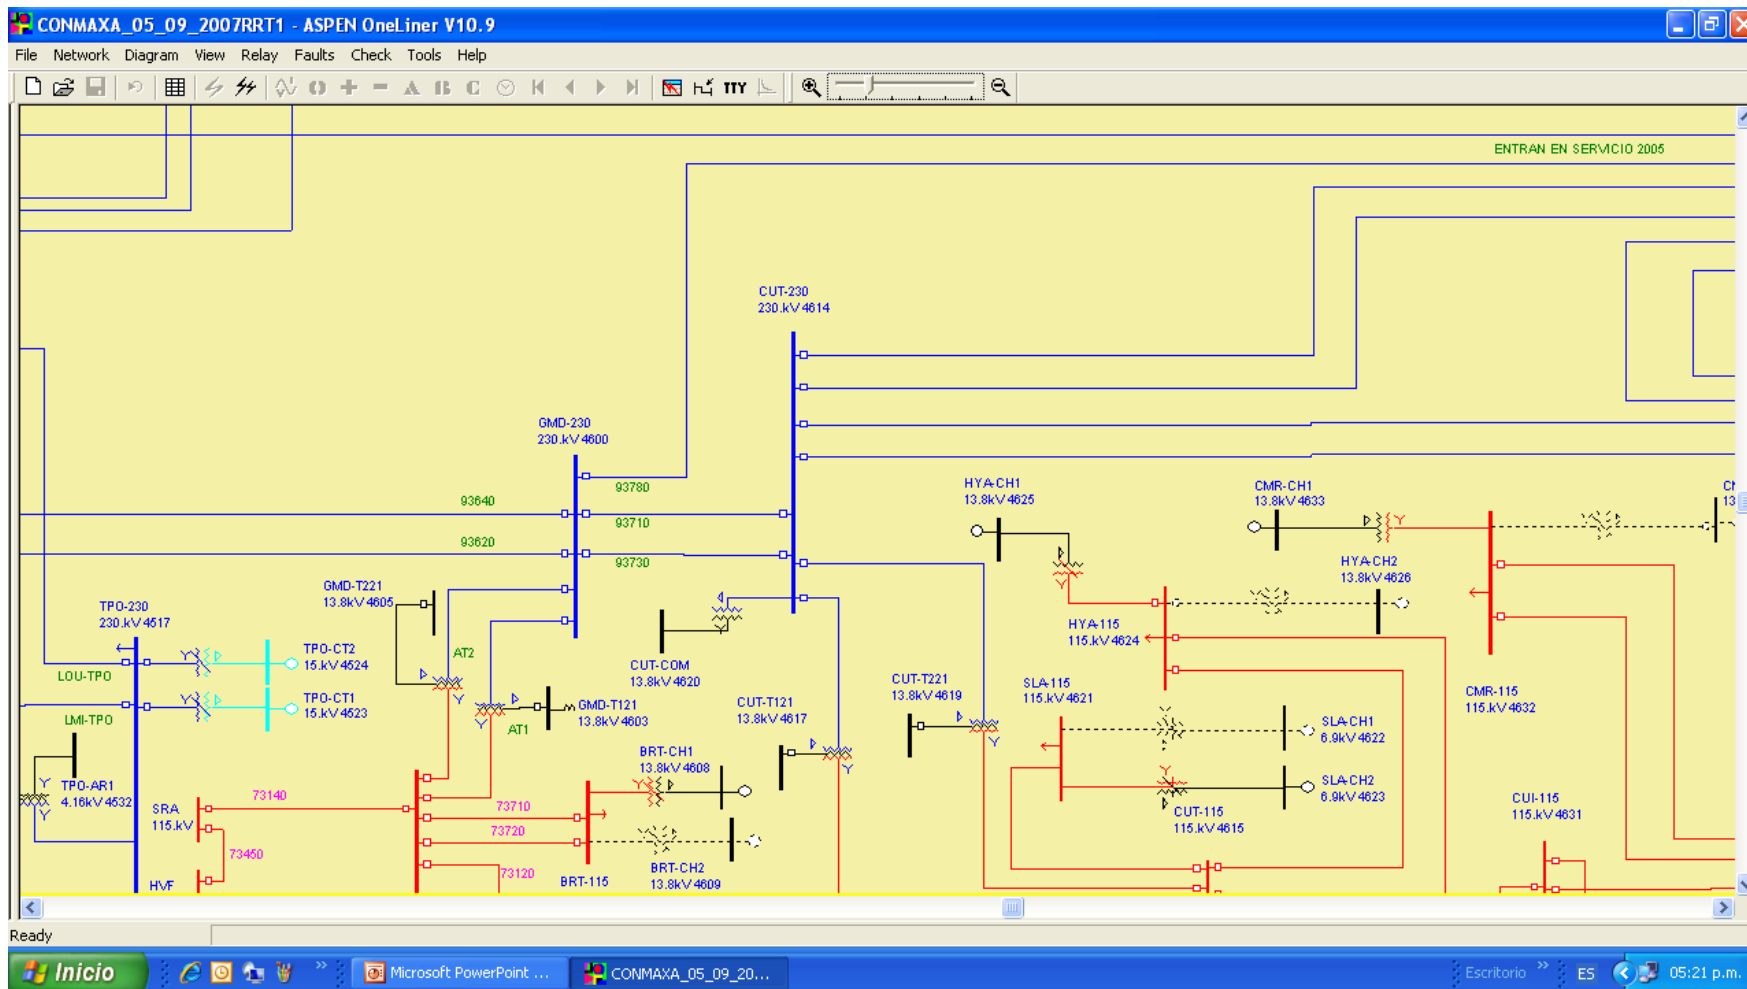 CONMAXA_05_09_2007RRT1 - ASPEN OneLiner V10.9
File Network Diagram View Relay Faults Check Tools Help
TTY
ENTRAN EN SERVICIO 2005
CUT-230
230.kV 4614
GMD-230
230.kV 4600
93780
93640
93710
93620
93730
HYA-CH1
13.8kV 4625
CMR-CH1
13.8kV 4633
HYA-CH2
13.8kV 4626
GMD-T221
13.8kV 4605
TPO-230
230.kV 4517
TPO-CT2
15.kV 4524
LOU-TPO
TPO-CT1
15.kV 4523
LMI-TPO
AT2
AT1
GMD-T121
13.8kV 4603
CUT-COM
13.8kV 4620
CUT-T121
13.8kV 4617
CUT-T221
13.8kV 4619
HYA-115
115.kV 4624
SLA-115
115.kV 4621
CMR-115
115.kV 4632
SLA-CH1
6.9kV 4622
SLA-CH2
6.9kV 4623
CUT-115
115.kV 4615
CUI-115
115.kV 4631
BRT-CH1
13.8kV 4608
TPO-AR1
4.16kV 4532
SRA
115.kV
73140
73710
73720
73450
73120
HVF
BRT-115
BRT-CH2
13.8kV 4609
Ready
Inicio
Microsoft PowerPoint ...
CONMAXA_05_09_20...
Escritorio
ES
05:21 p.m.